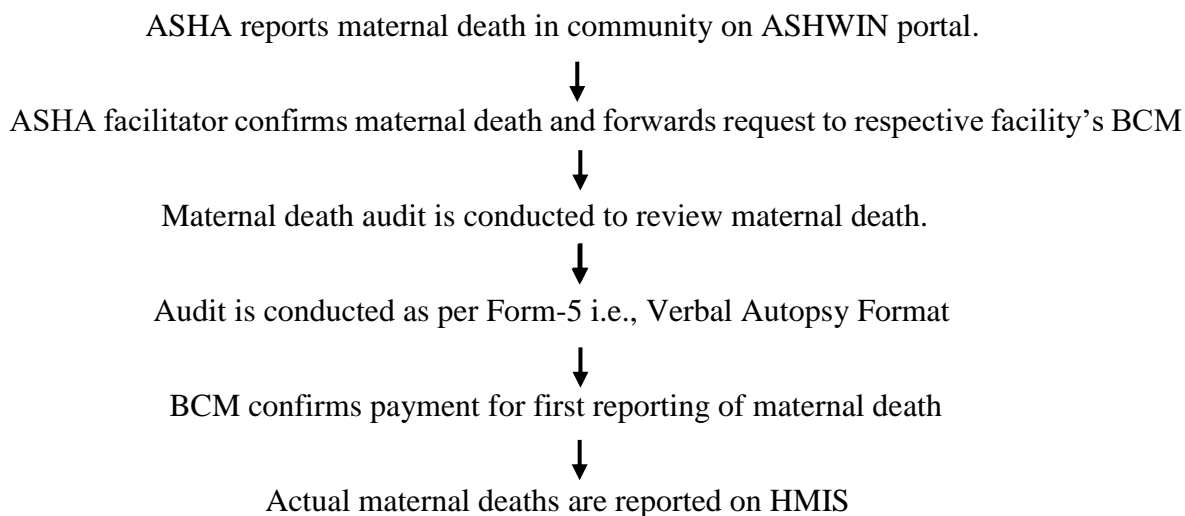 ASHA reports maternal death in community on ASHWIN portal.
ASHA facilitator confirms maternal death and forwards request to respective facility’s BCM
Maternal death audit is conducted to review maternal death.
Audit is conducted as per Form-5 i.e., Verbal Autopsy Format
BCM confirms payment for first reporting of maternal death
Actual maternal deaths are reported on HMIS